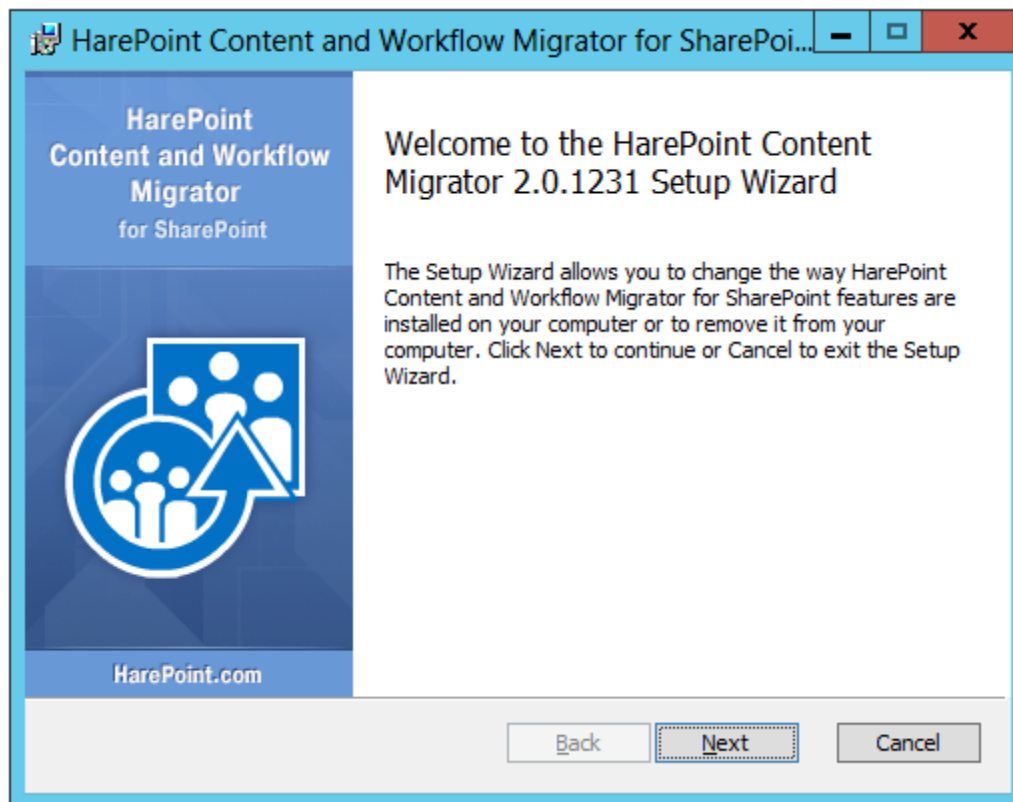 HarePoint Content and Workflow Migrator for SharePoi...
HarePoint
Content and Workflow
Migrator
for SharePoint
Welcome to the HarePoint Content
Migrator 2.0.1231 Setup Wizard
The Setup Wizard allows you to change the way HarePoint
Content and Workflow Migrator for SharePoint features are
installed on your computer or to remove it from your
computer. Click Next to continue or Cancel to exit the Setup
Wizard.
HarePoint.com
Back
Next
Cancel